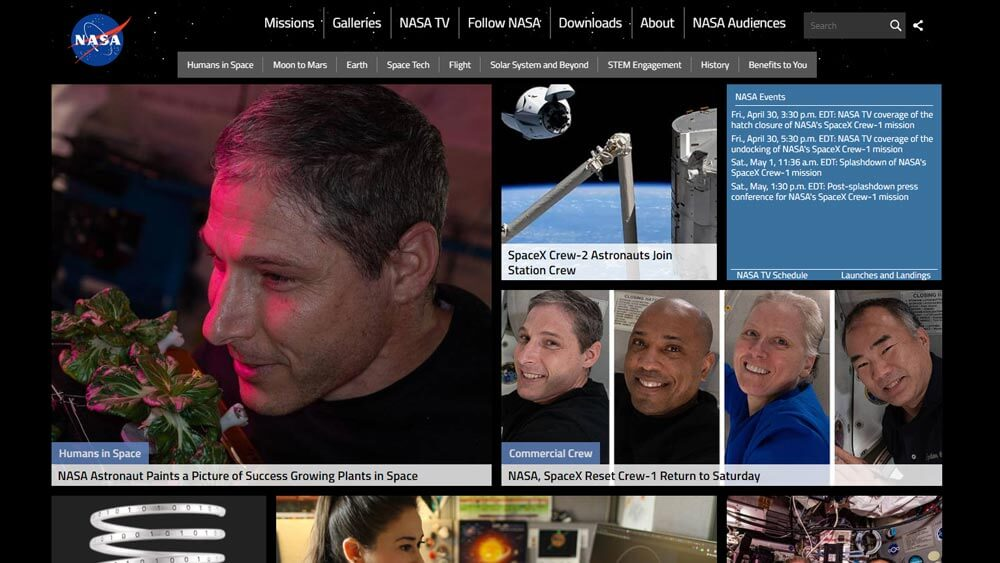 NASA
Missions
Galleries
NASA TV
Follow NASA
Downloads
About
NASA Audiences
Search
Humans in Space
Moon to Mars
Earth
Space Tech
Flight
Solar System and Beyond
STEM Engagement
History
Benefits to You
Humans in Space
NASA Astronaut Paints a Picture of Success Growing Plants in Space
SpaceX Crew-2 Astronauts Join
Station Crew
NASA Events
Fri., April 30, 3:30 p.m. EDT: NASA TV coverage of the
hatch closure of NASA's SpaceX Crew-1 mission
Fri., April 30, 5:30 p.m. EDT: NASA TV coverage of the
undocking of NASA's SpaceX Crew-1 mission
Sat., May 1, 11:36 a.m. EDT: Splashdown of NASA's
SpaceX Crew-1 mission
Sat., May, 1:30 p.m. EDT: Post-splashdown press
conference for NASA's SpaceX Crew-1 mission
NASA TV Schedule
Launches and Landings
CLOSING
CLOSING
Commercial Crew
NASA, SpaceX Reset Crew-1 Return to Saturday